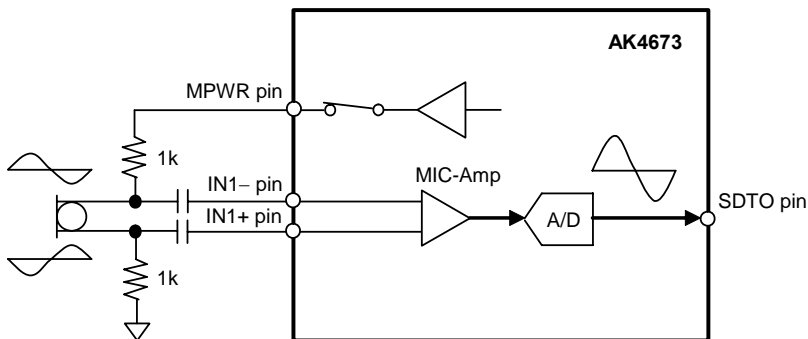 AK4673
MPWR pin
1k
MIC-Amp
IN1− pin
SDTO pin
A/D
IN1+ pin
1k